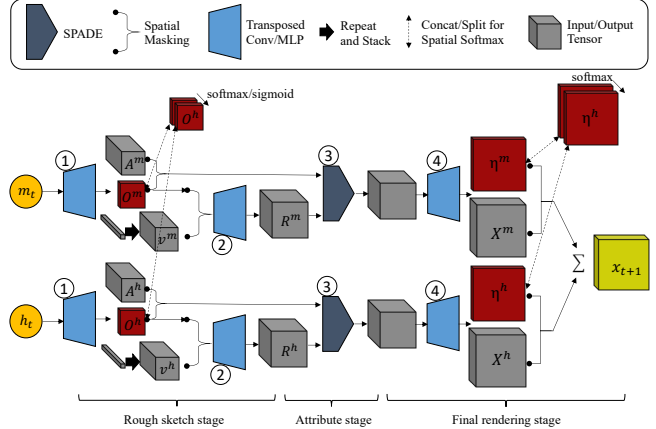 SPADE
Spatial
Masking
Transposed
Conv/MLP
Repeat
and Stack
Concat/Split for
Spatial Softmax
Input/Output
Tensor
softmax/sigmoid
softmax
O^h
η^h
1
A^m
3
4
η^m
m_t
O^m
v^m
2
R^m
X^m
Σ
x_{t+1}
1
A^h
3
4
η^h
h_t
O^h
v^h
2
R^h
X^h
Rough sketch stage
Attribute stage
Final rendering stage